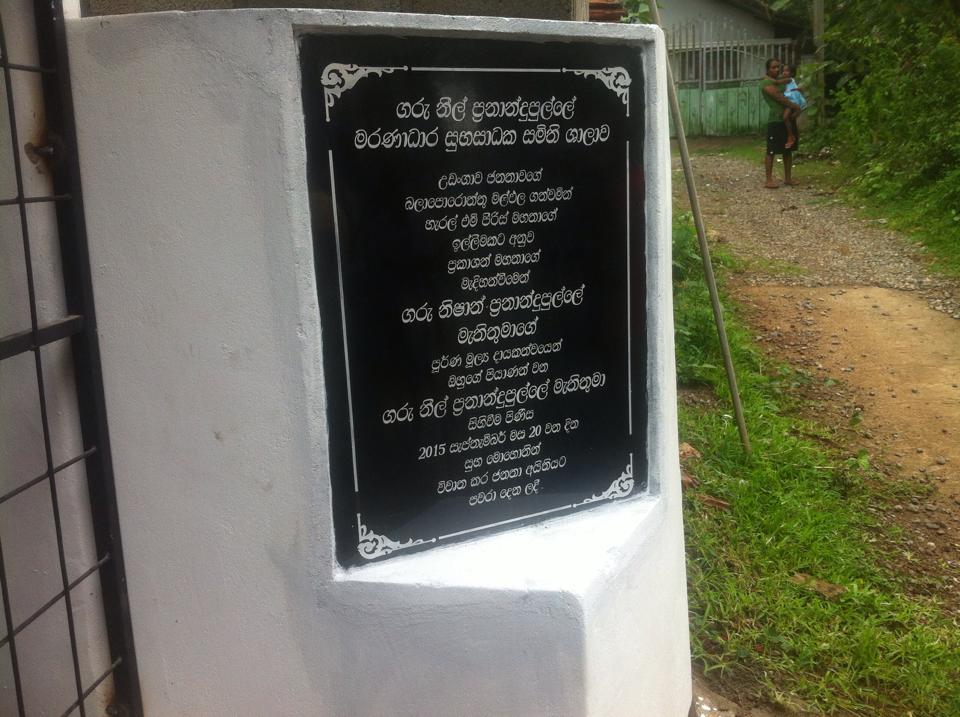 ගරු නිල් ප්‍රනාන්දුපුල්ලේ
මරණාධාර සුභසාධක සමිති ශාලාව
උඩංගාව ජනතාවගේ
බලාපොරොත්තු මල්ඵල ගන්වමින්
හැරල් එම් පීරිස් මහතාගේ
ඉල්ලීමකට අනුව
ප්‍රකාශන් මහතාගේ
මැදිහත්වීමෙන්
ගරු නිෂාන් ප්‍රනාන්දුපුල්ලේ
මැතිතුමාගේ
පූර්ණ මූල්‍ය දායකත්වයෙන්
ඔහුගේ පියාණන් වන
ගරු නිල් ප්‍රනාන්දුපුල්ලේ මැතිතුමා
සිහිවීම පිණිස
2015 සැප්තැම්බර් මස 20 වන දින
සුභ මොහොතින්
විවෘත කර ජනතා අයිතියට
පවරා දෙන ලදී.